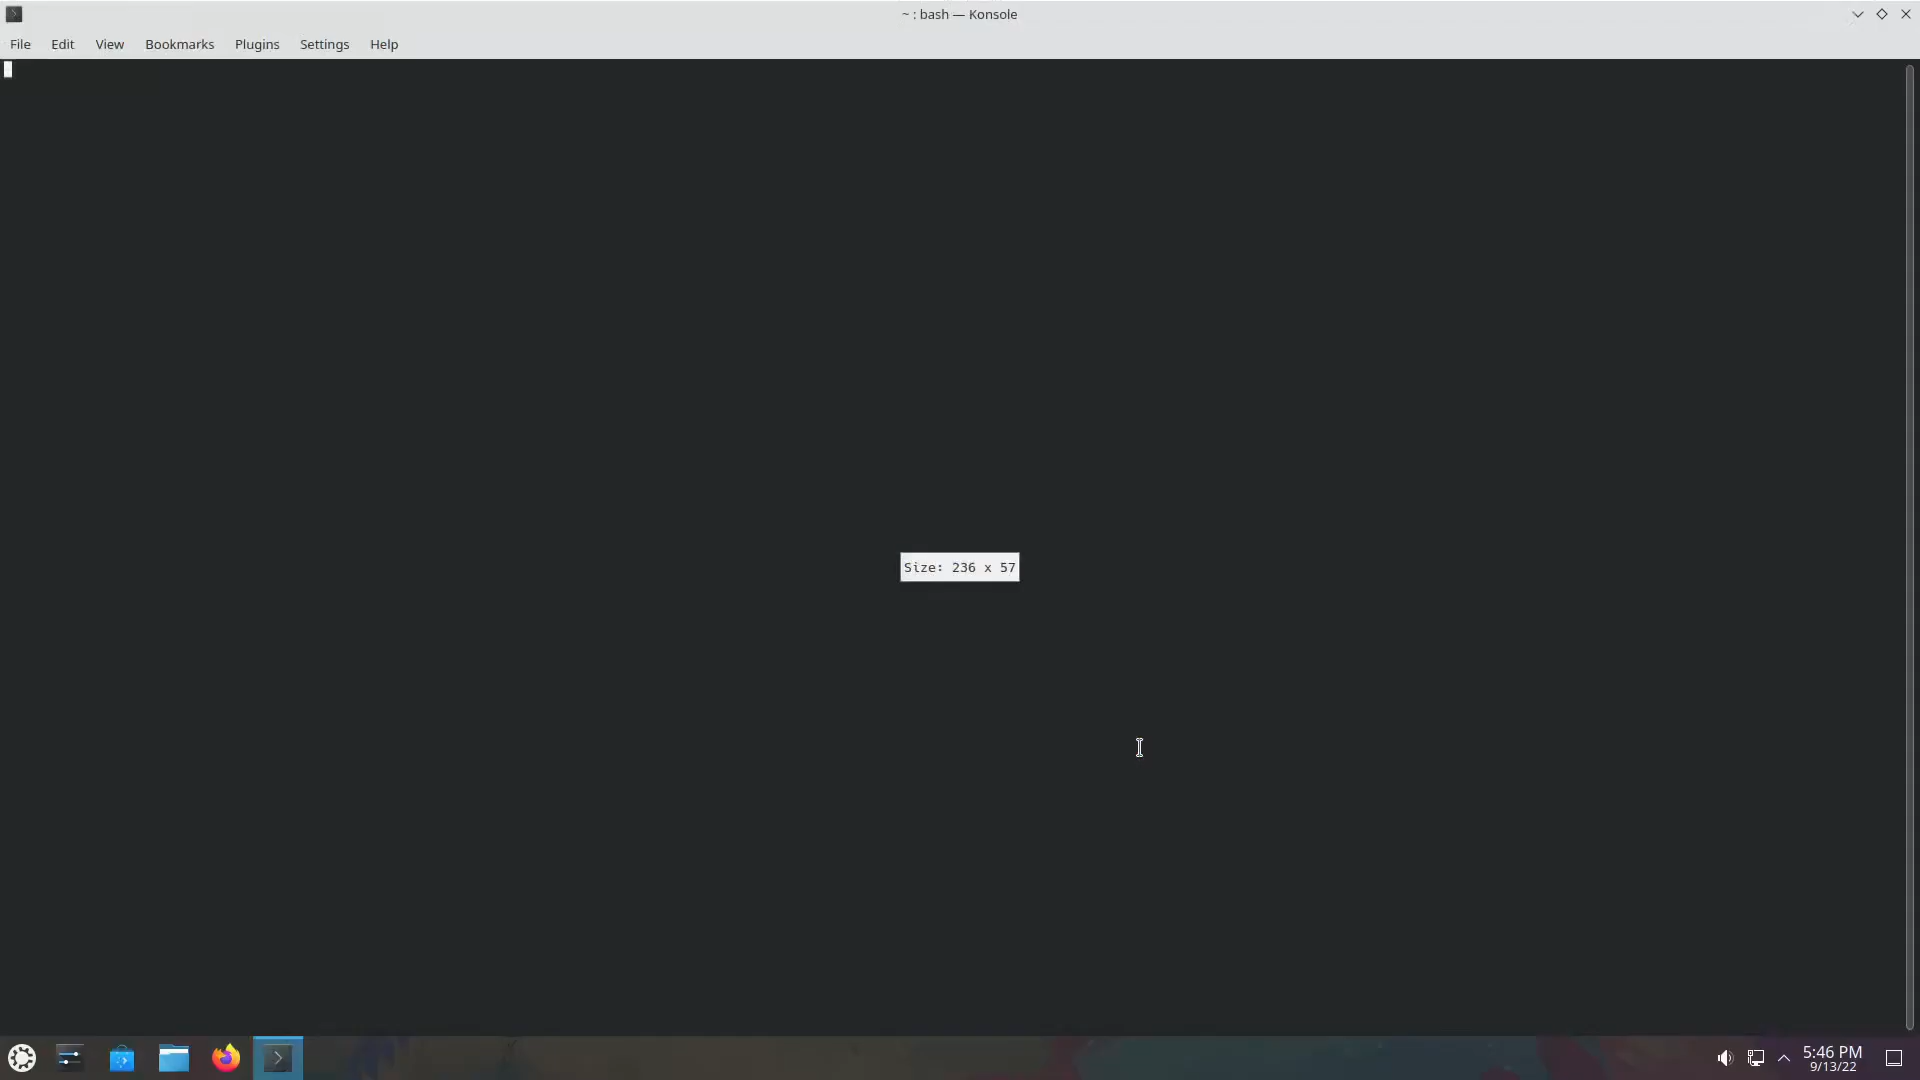 ~ : bash — Konsole
File Edit View Bookmarks Plugins Settings Help
Size: 236 x 57
5:46 PM
9/13/22